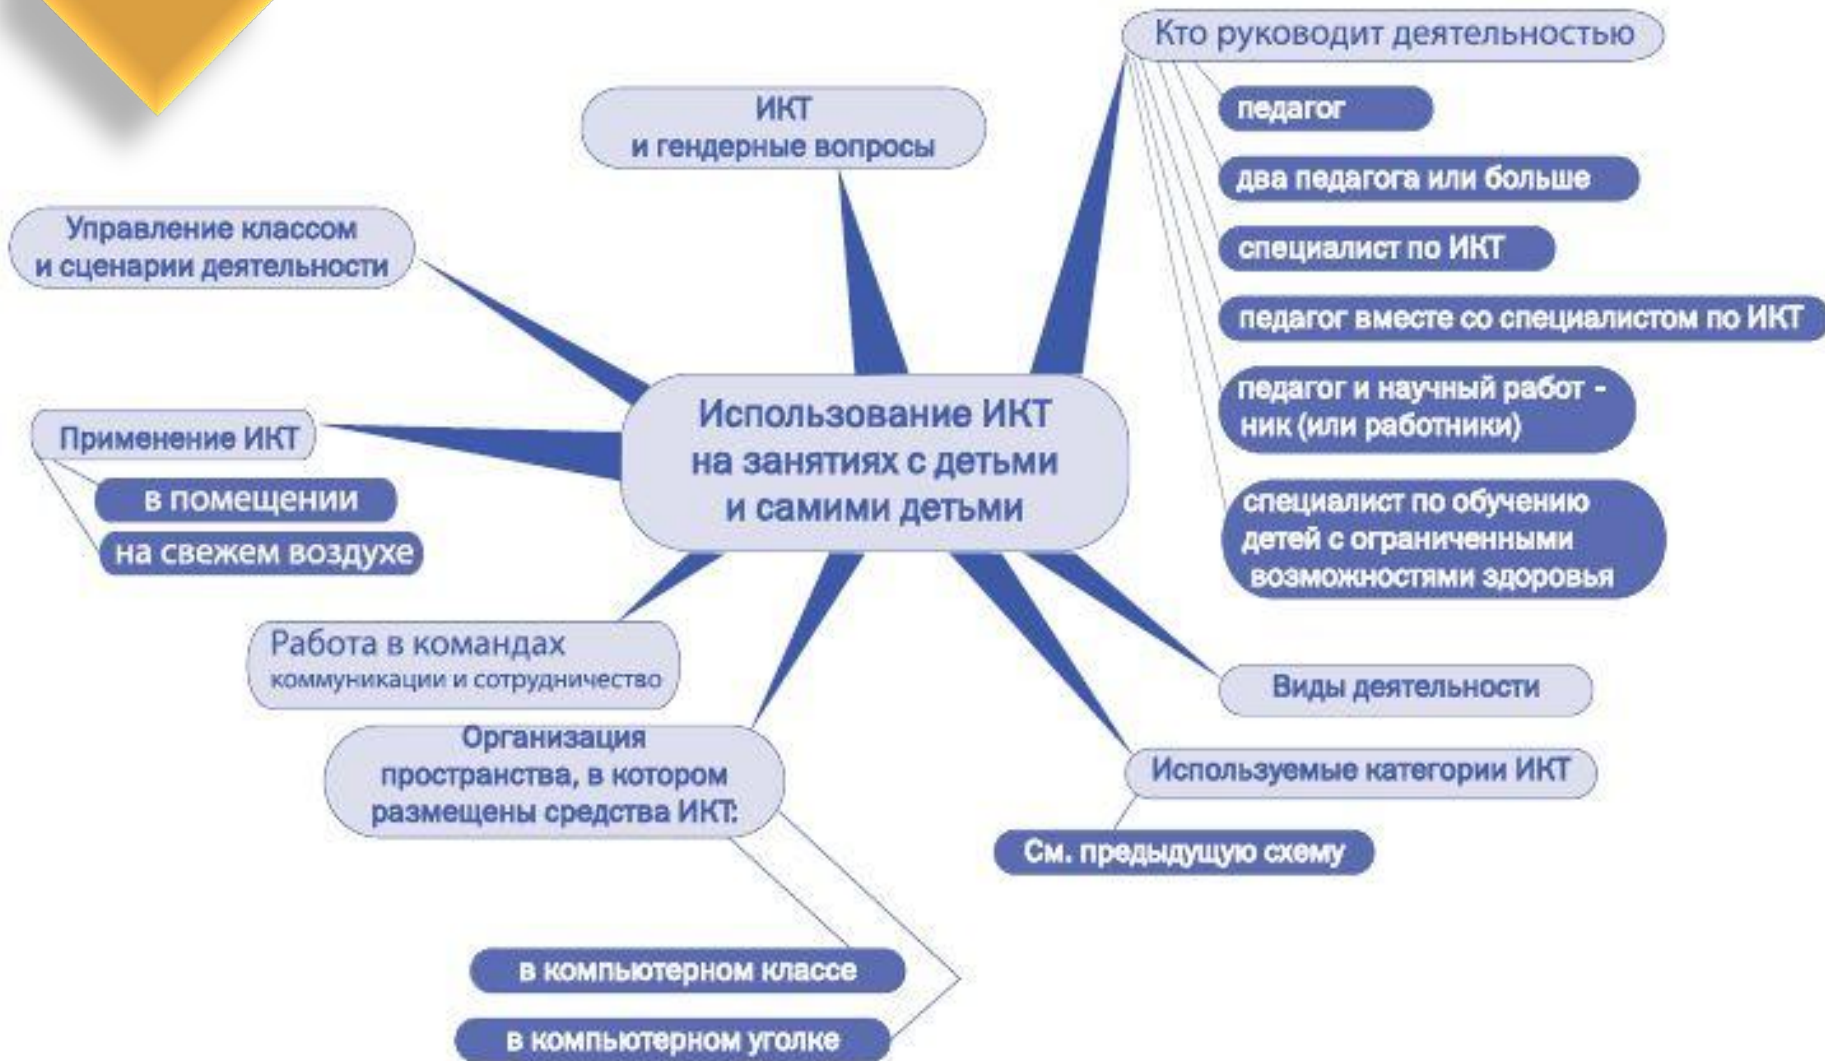 Кто руководит деятельностью
педагог
два педагога или больше
специалист по ИКТ
педагог вместе со специалистом по ИКТ
педагог и научный работ -
ник (или работники)
специалист по обучению
детей с ограниченными
возможностями здоровья
ИКТ
и гендерные вопросы
Управление классом
и сценарии деятельности
Использование ИКТ
на занятиях с детьми
и самими детьми
Применение ИКТ
в помещении
на свежем воздухе
Работа в командах
коммуникации и сотрудничество
Организация
пространства, в котором
размещены средства ИКТ:
в компьютерном классе
в компьютерном уголке
Виды деятельности
Используемые категории ИКТ
См. предыдущую схему